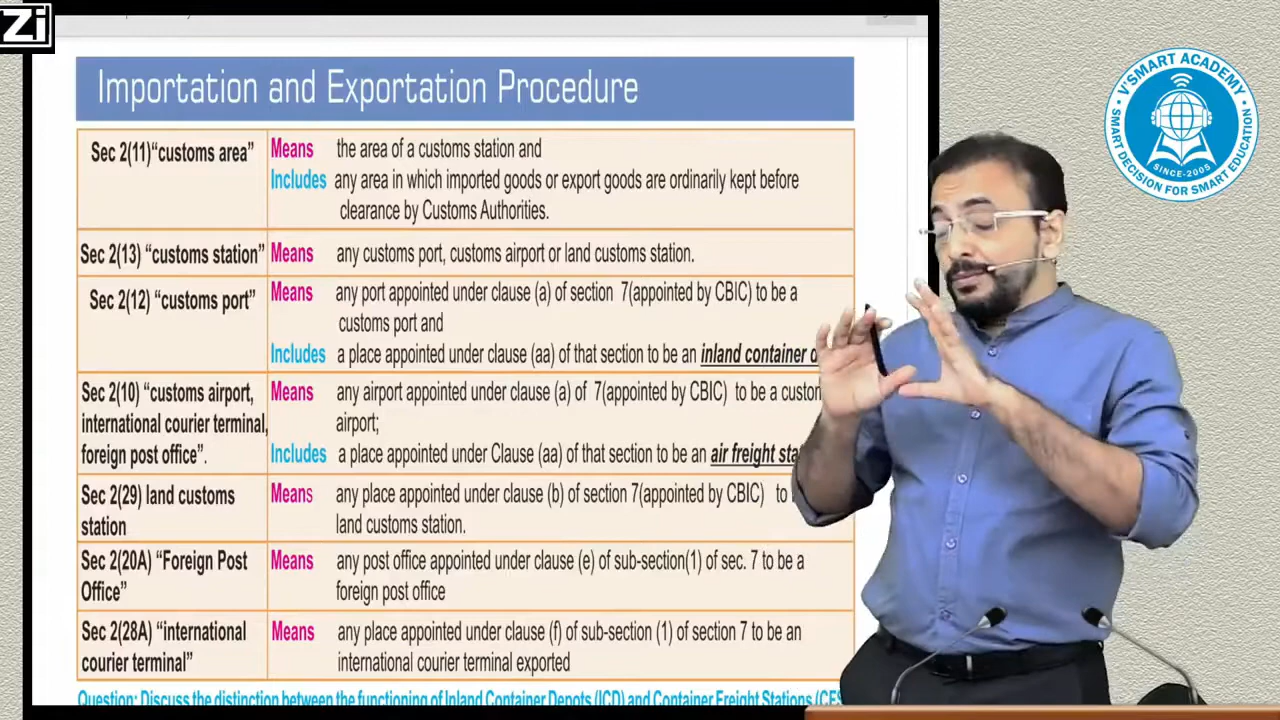 Zi
Importation and Exportation Procedure
Sec 2(11)“customs area”
Means the area of a customs station and
Includes any area in which imported goods or export goods are ordinarily kept before
clearance by Customs Authorities.
Sec 2(13) “customs station”
Means any customs port, customs airport or land customs station.
Sec 2(12) “customs port”
Means any port appointed under clause (a) of section 7(appointed by CBIC) to be a
customs port and
Includes a place appointed under clause (aa) of that section to be an inland container d
Sec 2(10) “customs airport,
international courier terminal,
foreign post office”.
Means any airport appointed under clause (a) of 7(appointed by CBIC) to be a custom
airport;
Includes a place appointed under Clause (aa) of that section to be an air freight sta
Sec 2(29) land customs
station
Means any place appointed under clause (b) of section 7(appointed by CBIC) to
land customs station.
Sec 2(20A) “Foreign Post
Office”
Means any post office appointed under clause (e) of sub-section(1) of sec. 7 to be a
foreign post office
Sec 2(28A) “international
courier terminal”
Means any place appointed under clause (f) of sub-section (1) of section 7 to be an
international courier terminal exported
Question: Discuss the distinction between the functioning of Inland Container Depots (ICD) and Container Freight Stations (CFS
V'SMART ACADEMY
SINCE-2005
SMART DECISION FOR SMART EDUCATION